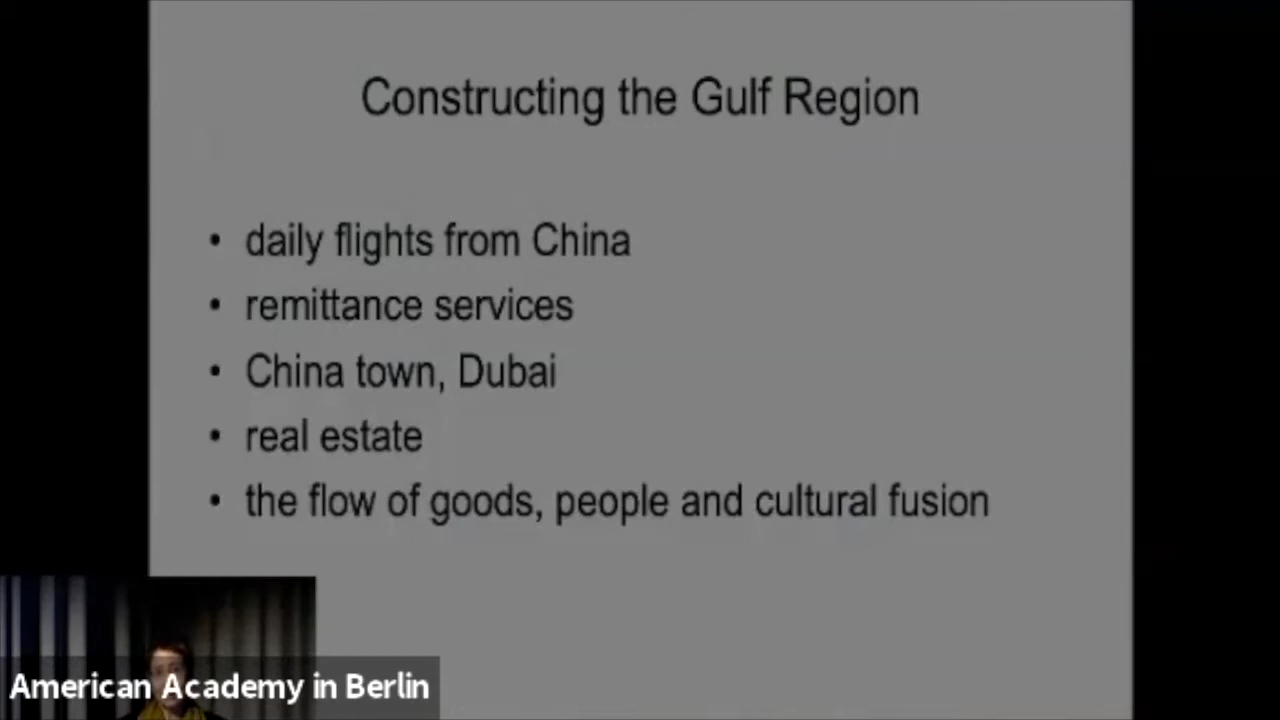 Constructing the Gulf Region
• daily flights from China
• remittance services
• China town, Dubai
• real estate
• the flow of goods, people and cultural fusion
American Academy in Berlin